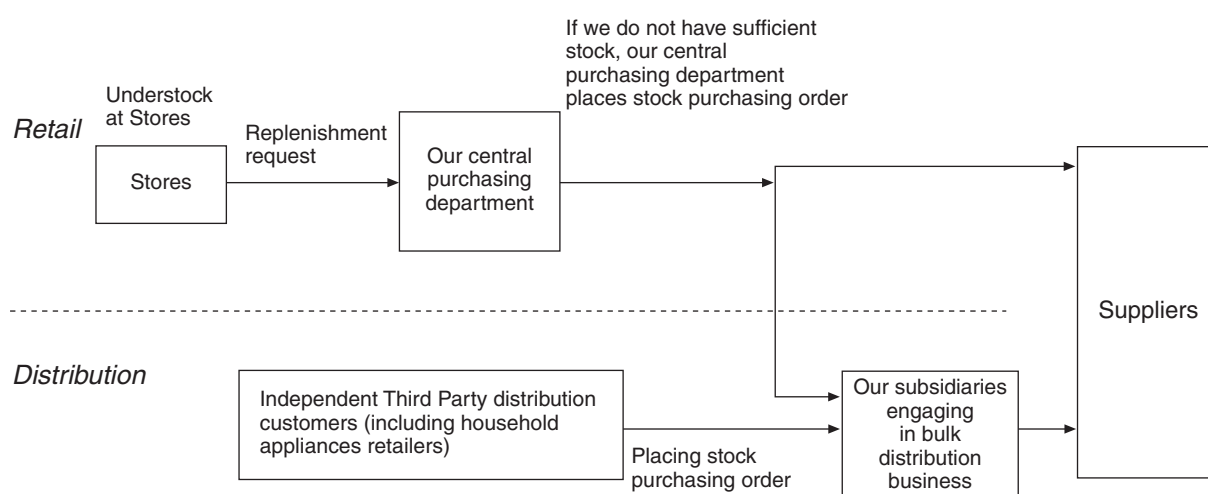 If we do not have sufficient
stock, our central
purchasing department
places stock purchasing order
Understock
at Stores
Retail
Replenishment
request
Stores
Our central
purchasing
department
Suppliers
Distribution
Independent Third Party distribution
customers (including household
appliances retailers)
Placing stock
purchasing order
Our subsidiaries
engaging
in bulk
distribution
business